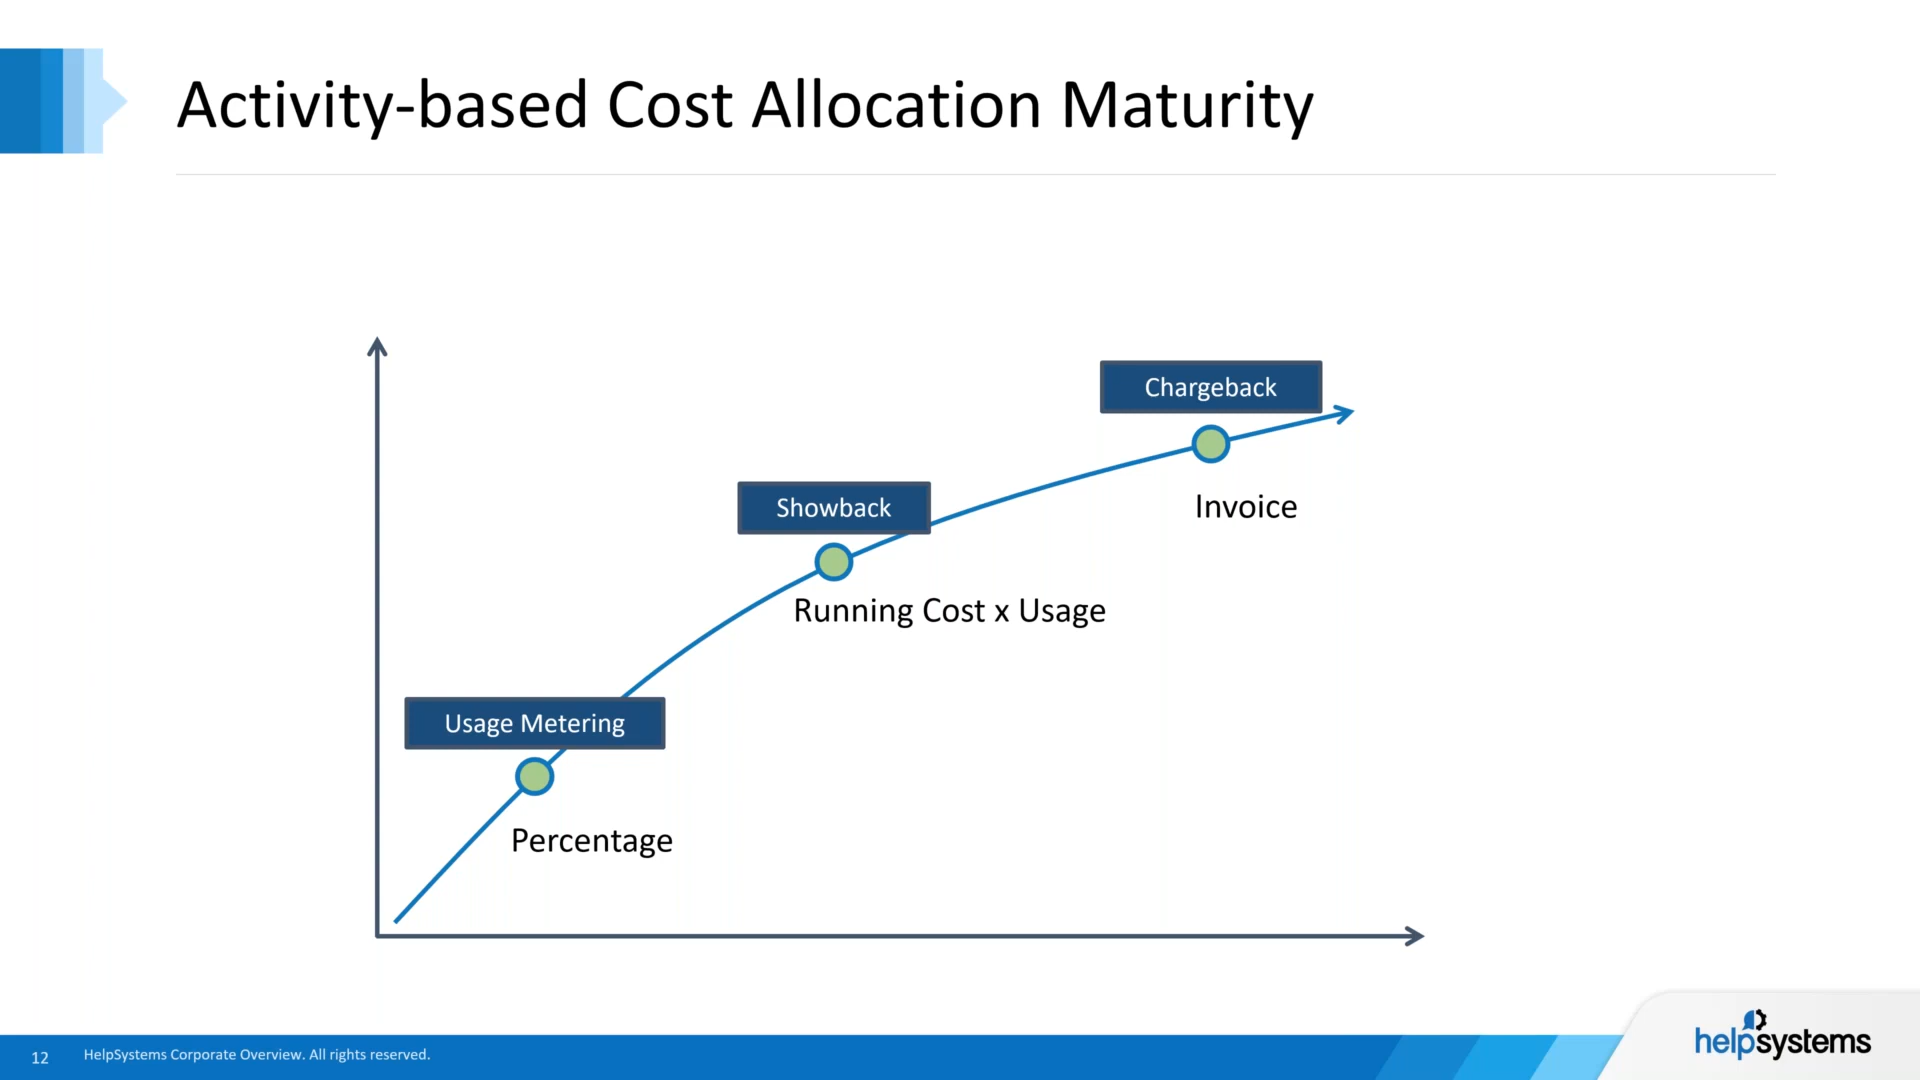 Activity-based Cost Allocation Maturity
Chargeback
Invoice
Showback
Running Cost x Usage
Usage Metering
Percentage
12
HelpSystems Corporate Overview. All rights reserved.
helpsystems